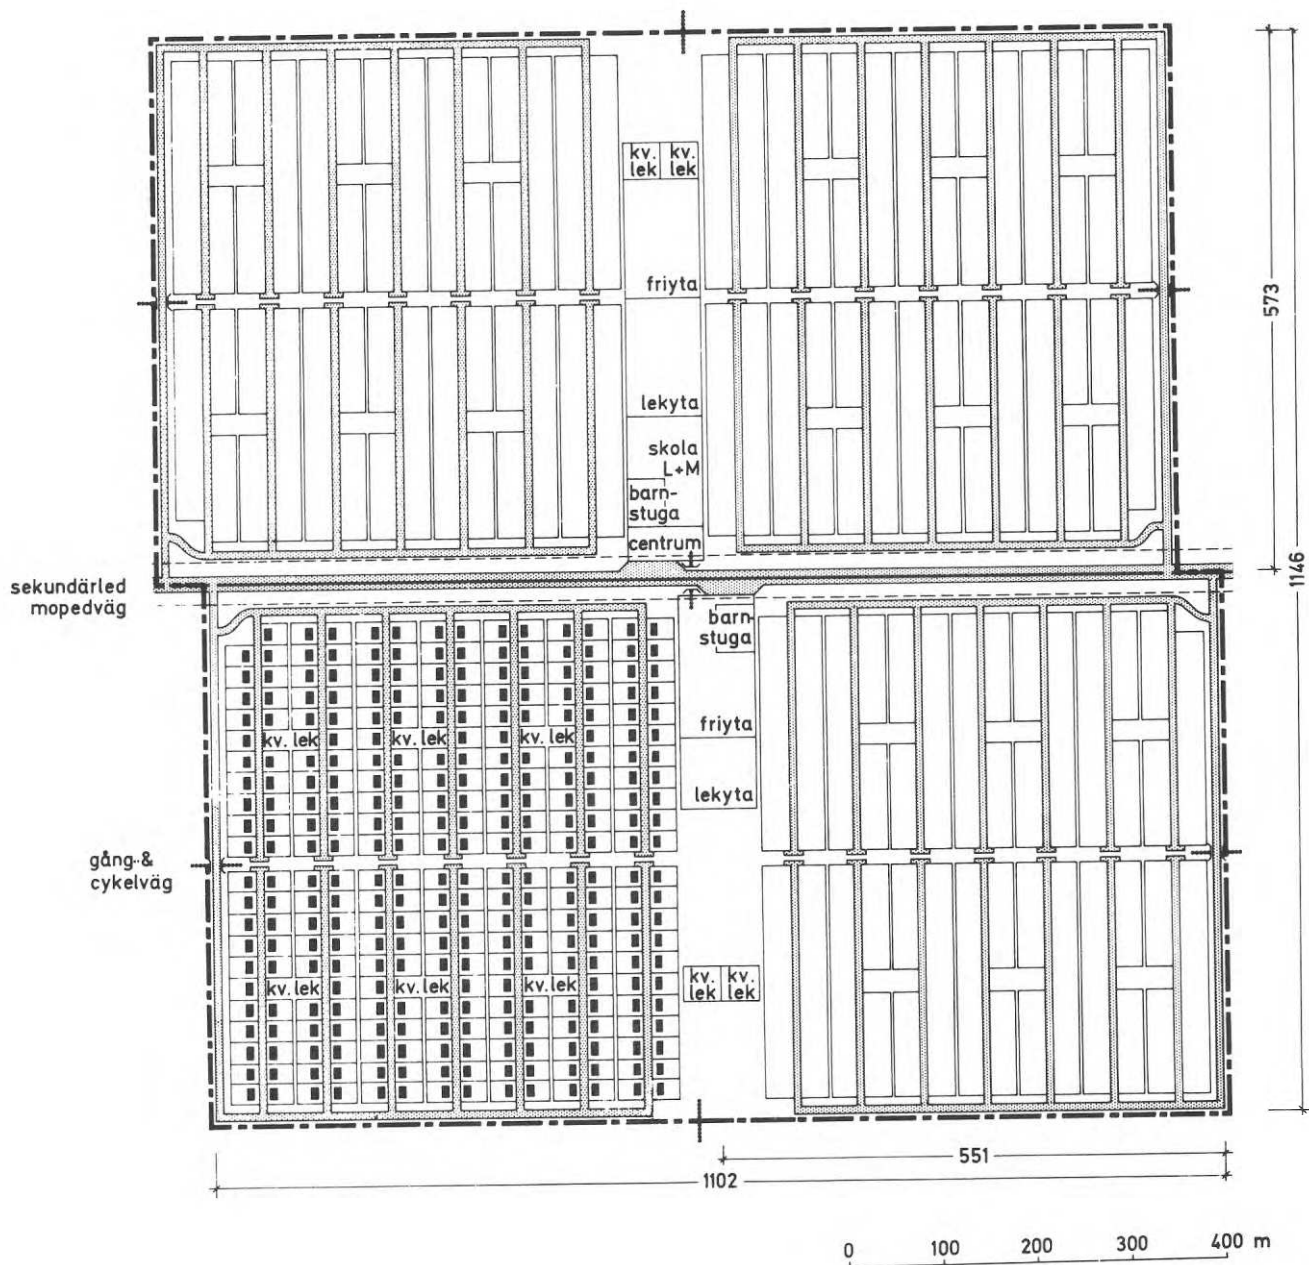 kv. kv.
lek lek
friyta
573
lekyta
skola
L+M
barn-
stuga
centrum
1146
sekundärled
mopedväg
barn-
stuga
friyta
kv. lek kv. lek kv. lek
lekyta
gång- &
cykelväg
kv. lek kv. lek kv. lek
kv. kv.
lek lek
551
1102
0 100 200 300 400 m